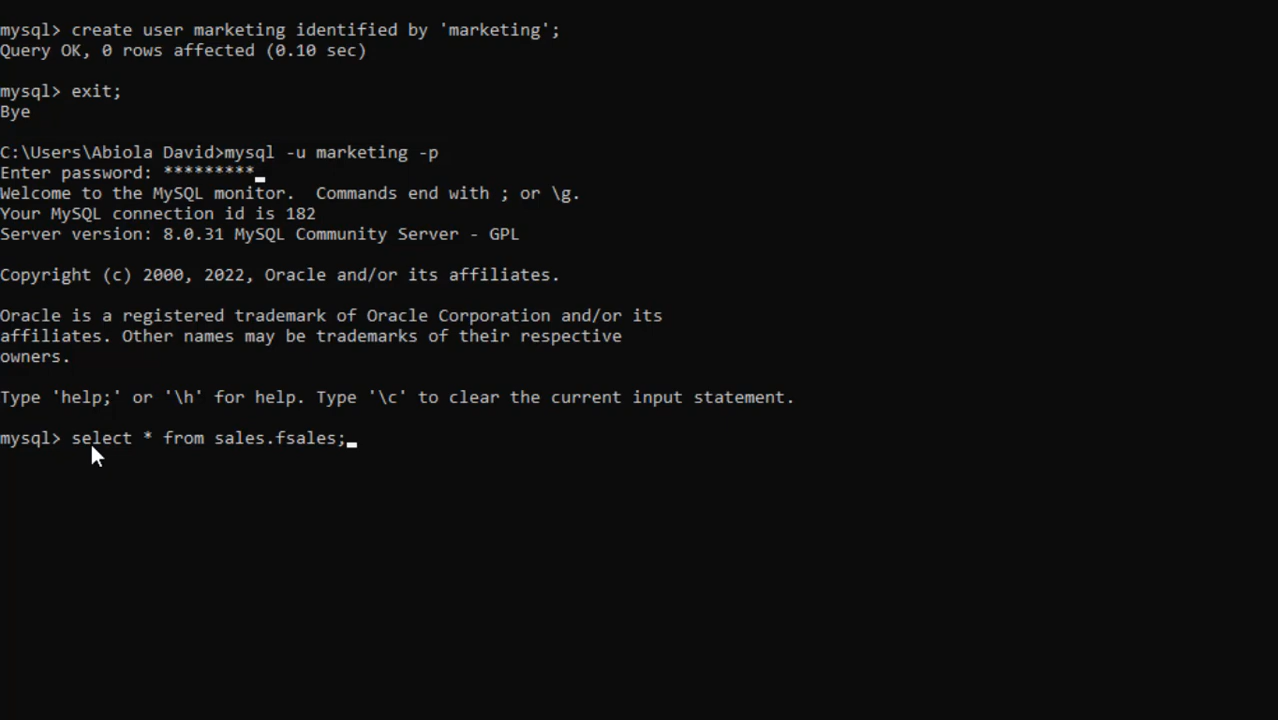 mysql> create user marketing identified by 'marketing';
Query OK, 0 rows affected (0.10 sec)
mysql> exit;
Bye
C:\Users\Abiola David>mysql -u marketing -p
Enter password: *********
Welcome to the MySQL monitor.  Commands end with ; or \g.
Your MySQL connection id is 182
Server version: 8.0.31 MySQL Community Server - GPL
Copyright (c) 2000, 2022, Oracle and/or its affiliates.
Oracle is a registered trademark of Oracle Corporation and/or its
affiliates. Other names may be trademarks of their respective
owners.
Type 'help;' or '\h' for help. Type '\c' to clear the current input statement.
mysql> select * from sales.fsales;